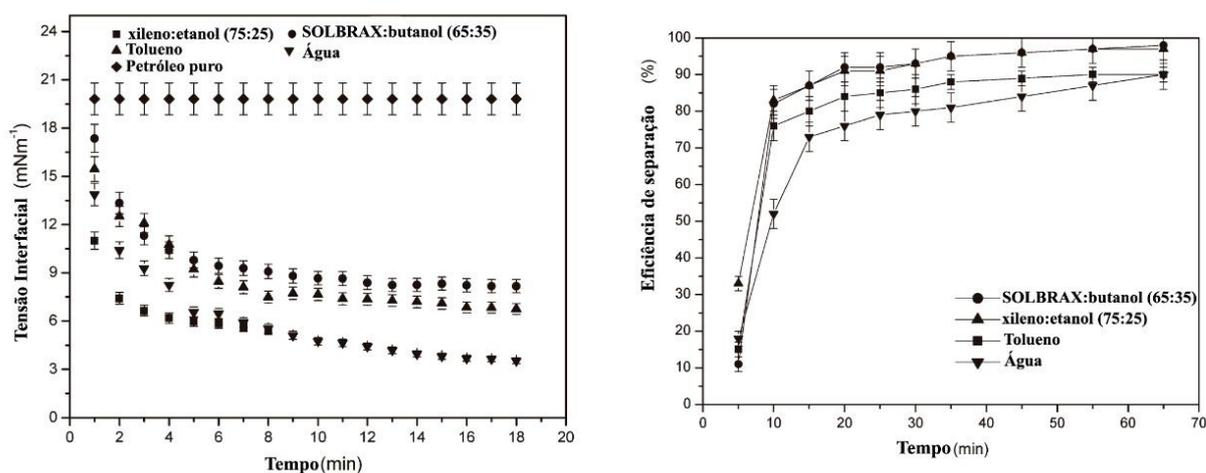 24
21
18
15
12
9
6
3
0
Tensão Interfacial (mNm⁻¹)
xileno:etanol (75:25)
SOLBRAX:butanol (65:35)
Tolueno
Água
Petróleo puro
0 2 4 6 8 10 12 14 16 18 20
Tempo(min)
100
90
80
70
60
50
40
30
20
10
0
Eficiência de separação (%)
SOLBRAX:butanol (65:35)
xileno:etanol (75:25)
Tolueno
Água
0 10 20 30 40 50 60 70
Tempo(min)